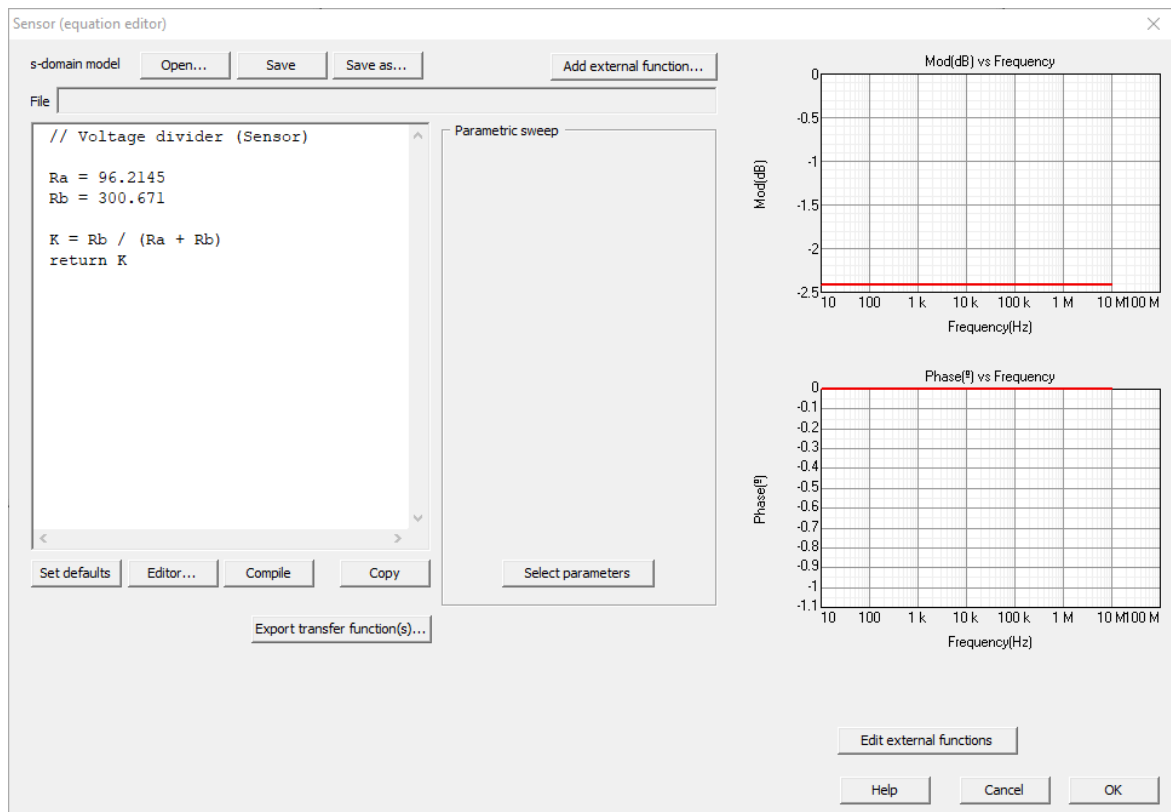 Sensor (equation editor)
s-domain model Open... Save Save as... Add external function...
File
// Voltage divider (Sensor)
Ra = 96.2145
Rb = 300.671
K = Rb / (Ra + Rb)
return K
Set defaults Editor... Compile Copy
Export transfer function(s)...
Parametric sweep
Select parameters
Mod(dB) vs Frequency
Mod(dB)
0
-0.5
-1
-1.5
-2
-2.5
10 100 1 k 10 k 100 k 1 M 10 M 100 M
Frequency(Hz)
Phase(º) vs Frequency
Phase(º)
0
-0.1
-0.2
-0.3
-0.4
-0.5
-0.6
-0.7
-0.8
-0.9
-1
-1.1
10 100 1 k 10 k 100 k 1 M 10 M 100 M
Frequency(Hz)
Edit external functions
Help Cancel OK